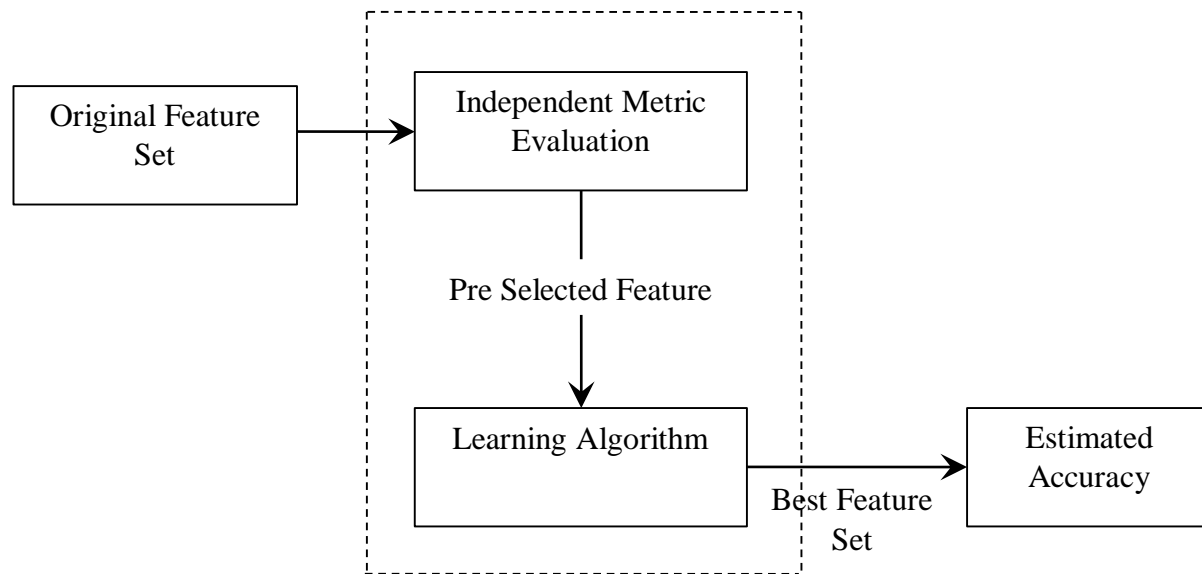 Original Feature
Set
Independent Metric
Evaluation
Pre Selected Feature
Learning Algorithm
Best Feature
Set
Estimated
Accuracy